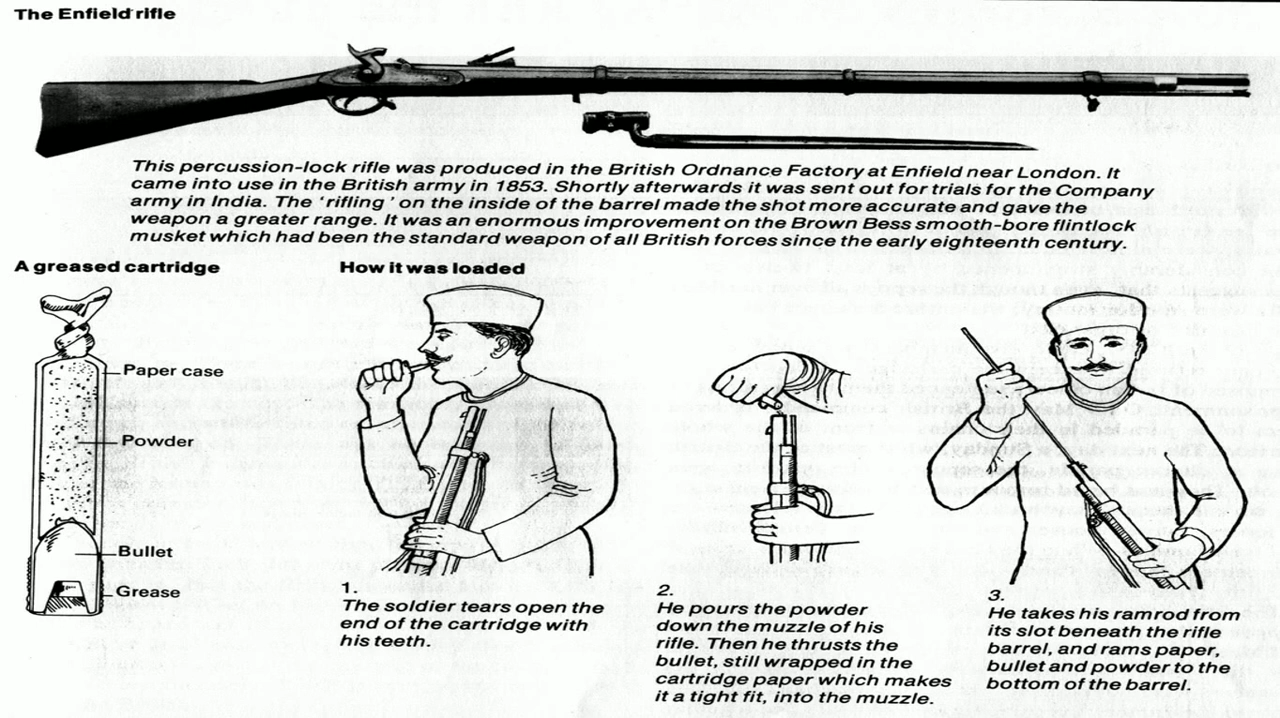 The Enfield rifle
This percussion-lock rifle was produced in the British Ordnance Factory at Enfield near London. It
came into use in the British army in 1853. Shortly afterwards it was sent out for trials for the Company
army in India. The 'rifling' on the inside of the barrel made the shot more accurate and gave the
weapon a greater range. It was an enormous improvement on the Brown Bess smooth-bore flintlock
musket which had been the standard weapon of all British forces since the early eighteenth century.
A greased cartridge
Paper case
Powder
Bullet
Grease
How it was loaded
1.
The soldier tears open the
end of the cartridge with
his teeth.
2.
He pours the powder
down the muzzle of his
rifle. Then he thrusts the
bullet, still wrapped in the
cartridge paper which makes
it a tight fit, into the muzzle.
3.
He takes his ramrod from
its slot beneath the rifle
barrel, and rams paper,
bullet and powder to the
bottom of the barrel.